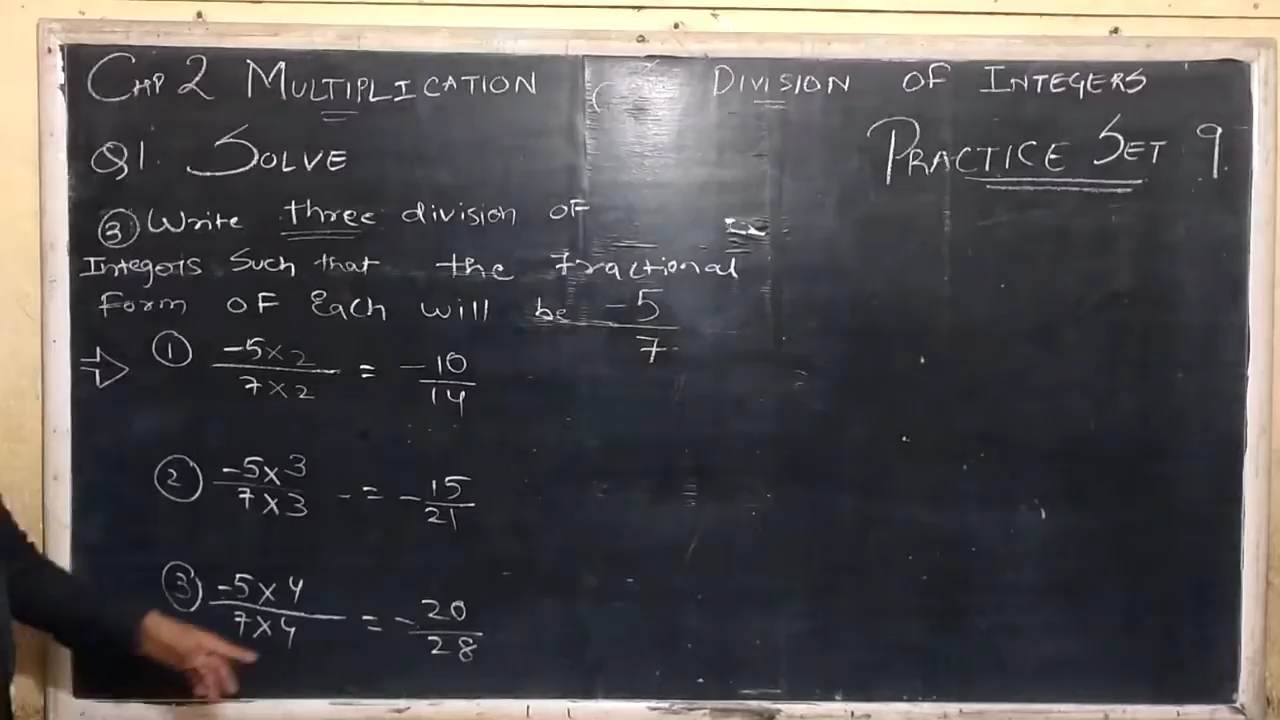 CHP 2 MULTIPLICATION DIVISION OF INTEGERS
PRACTICE SET 9
Q1. SOLVE
③ Write three division of
Integers Such that the fractional
form OF Each will be -5/7
① -5×2/7×2 = -10/14
② -5×3/7×3 = -15/21
③ -5×4/7×4 = -20/28